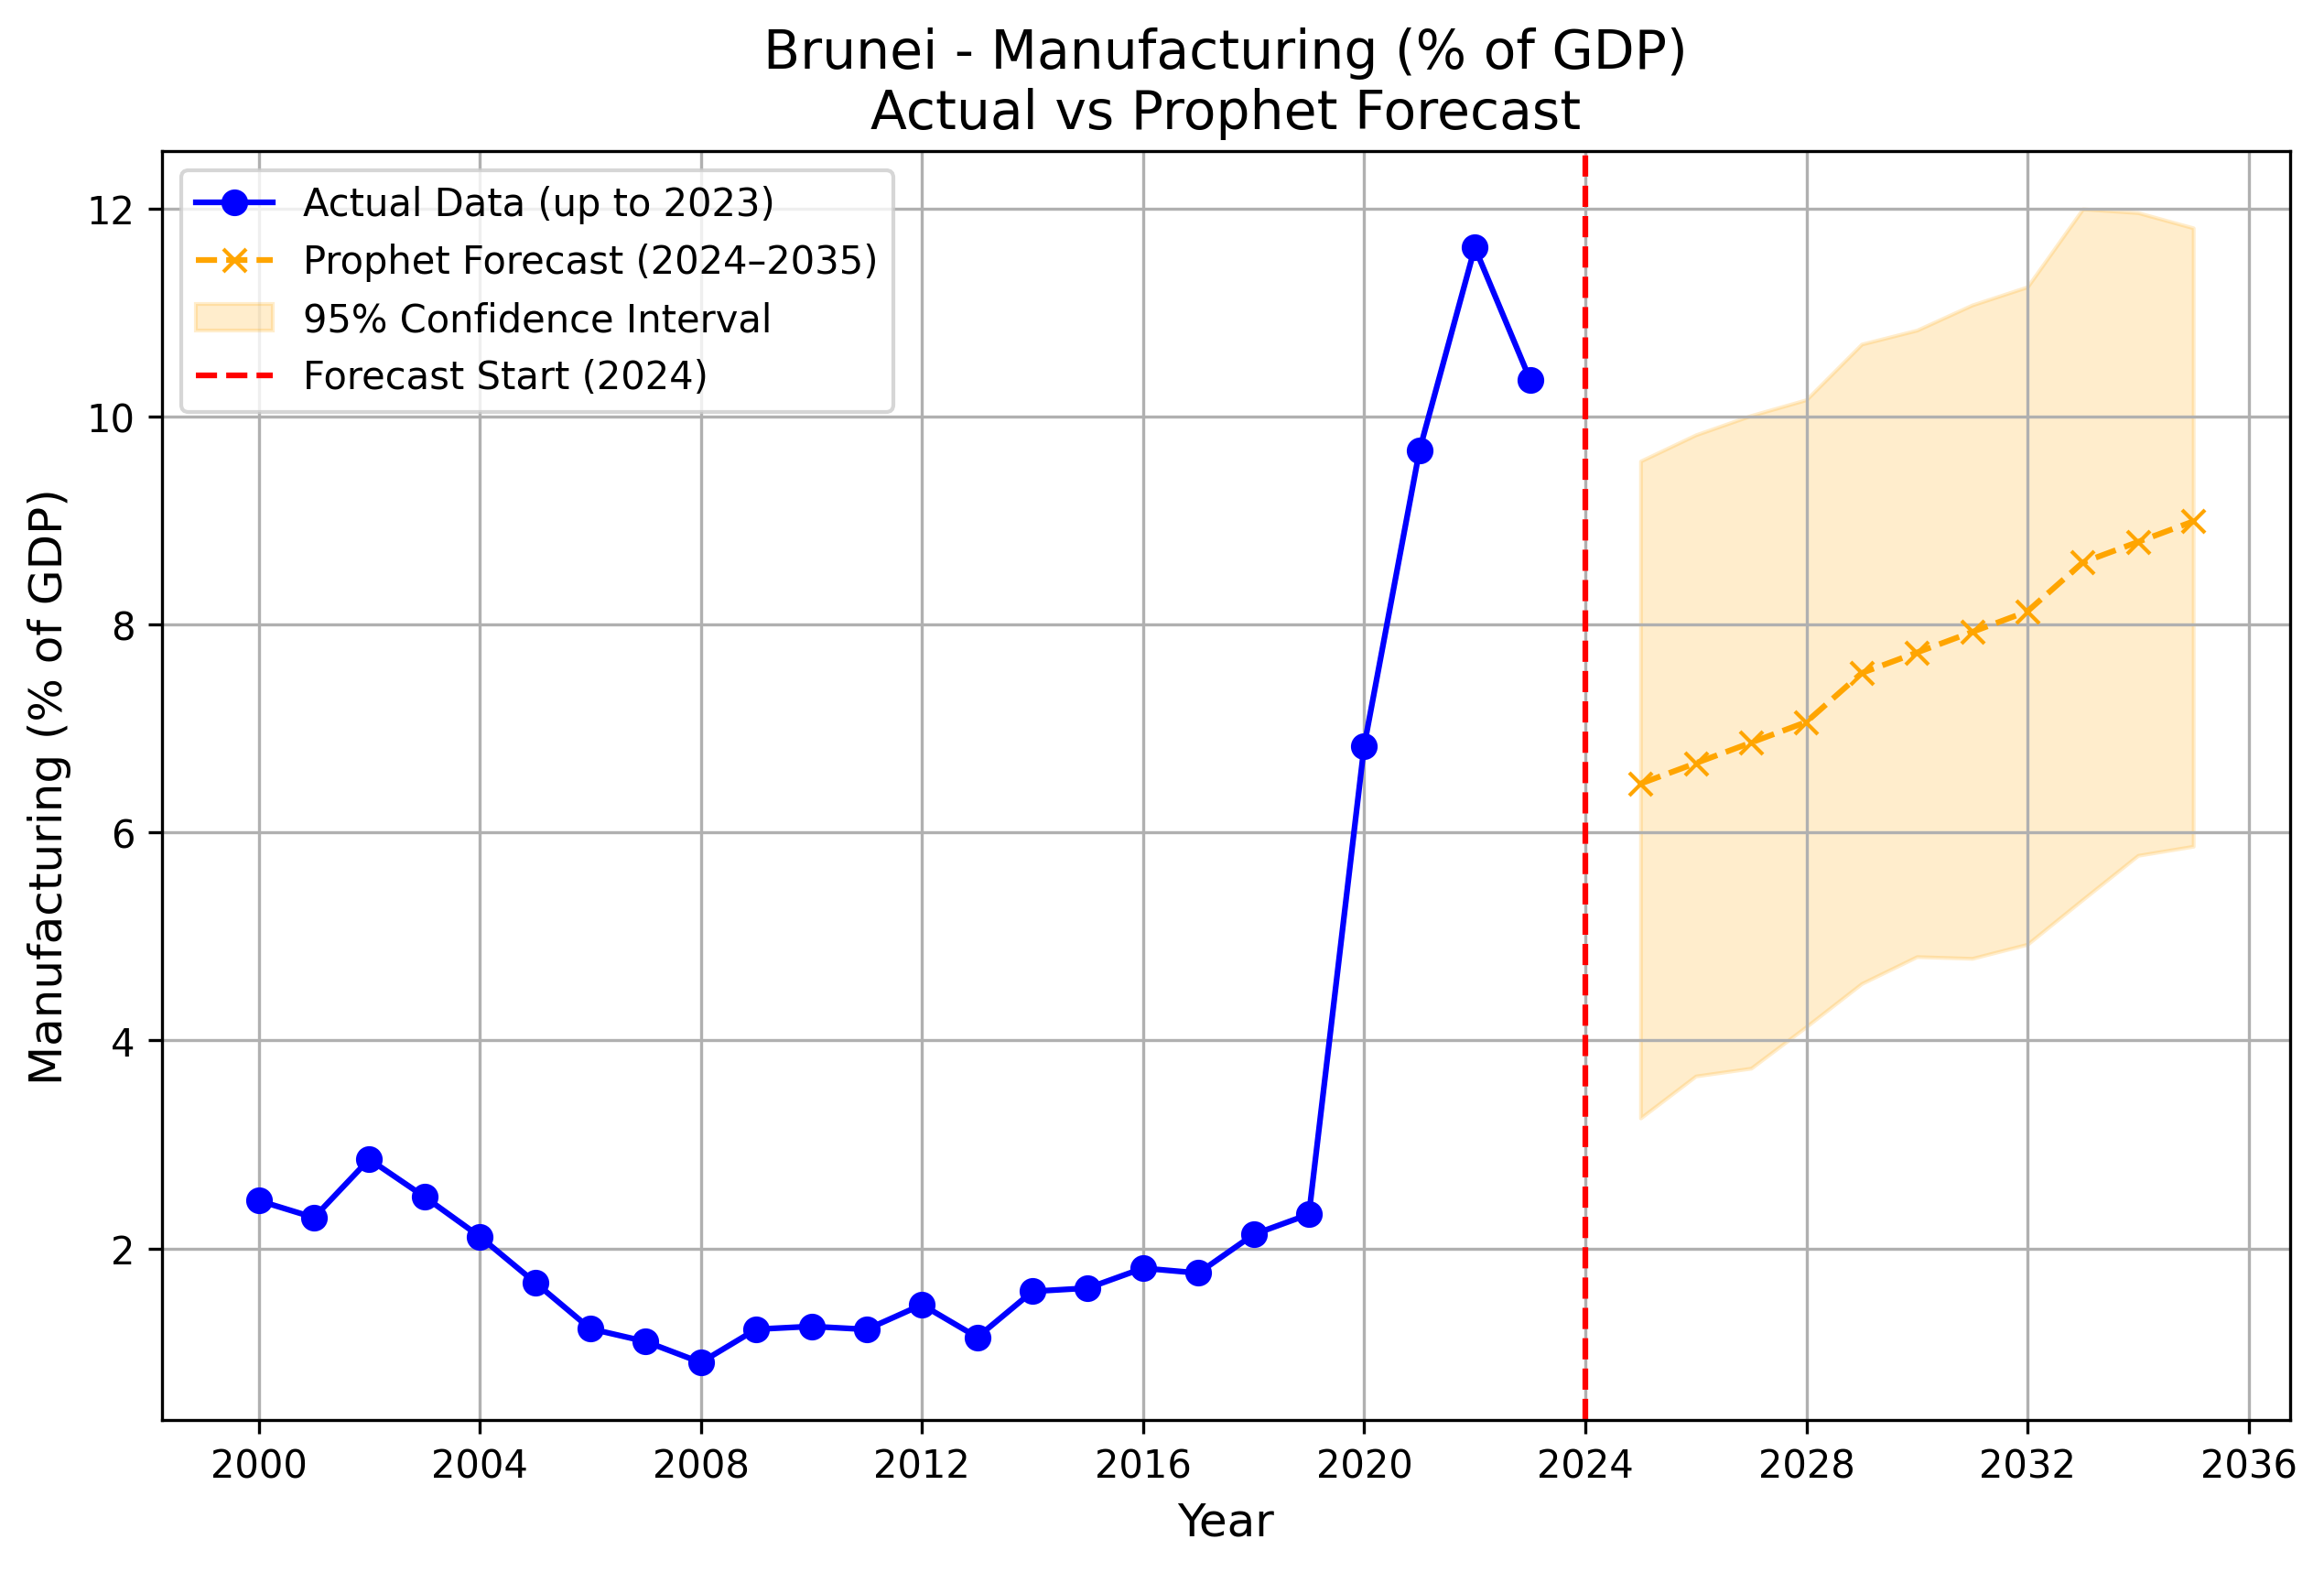 Brunei - Manufacturing (% of GDP)
Actual vs Prophet Forecast
Actual Data (up to 2023)
Prophet Forecast (2024–2035)
95% Confidence Interval
Forecast Start (2024)
Manufacturing (% of GDP)
12
10
8
6
4
2
2000 2004 2008 2012 2016 2020 2024 2028 2032 2036
Year